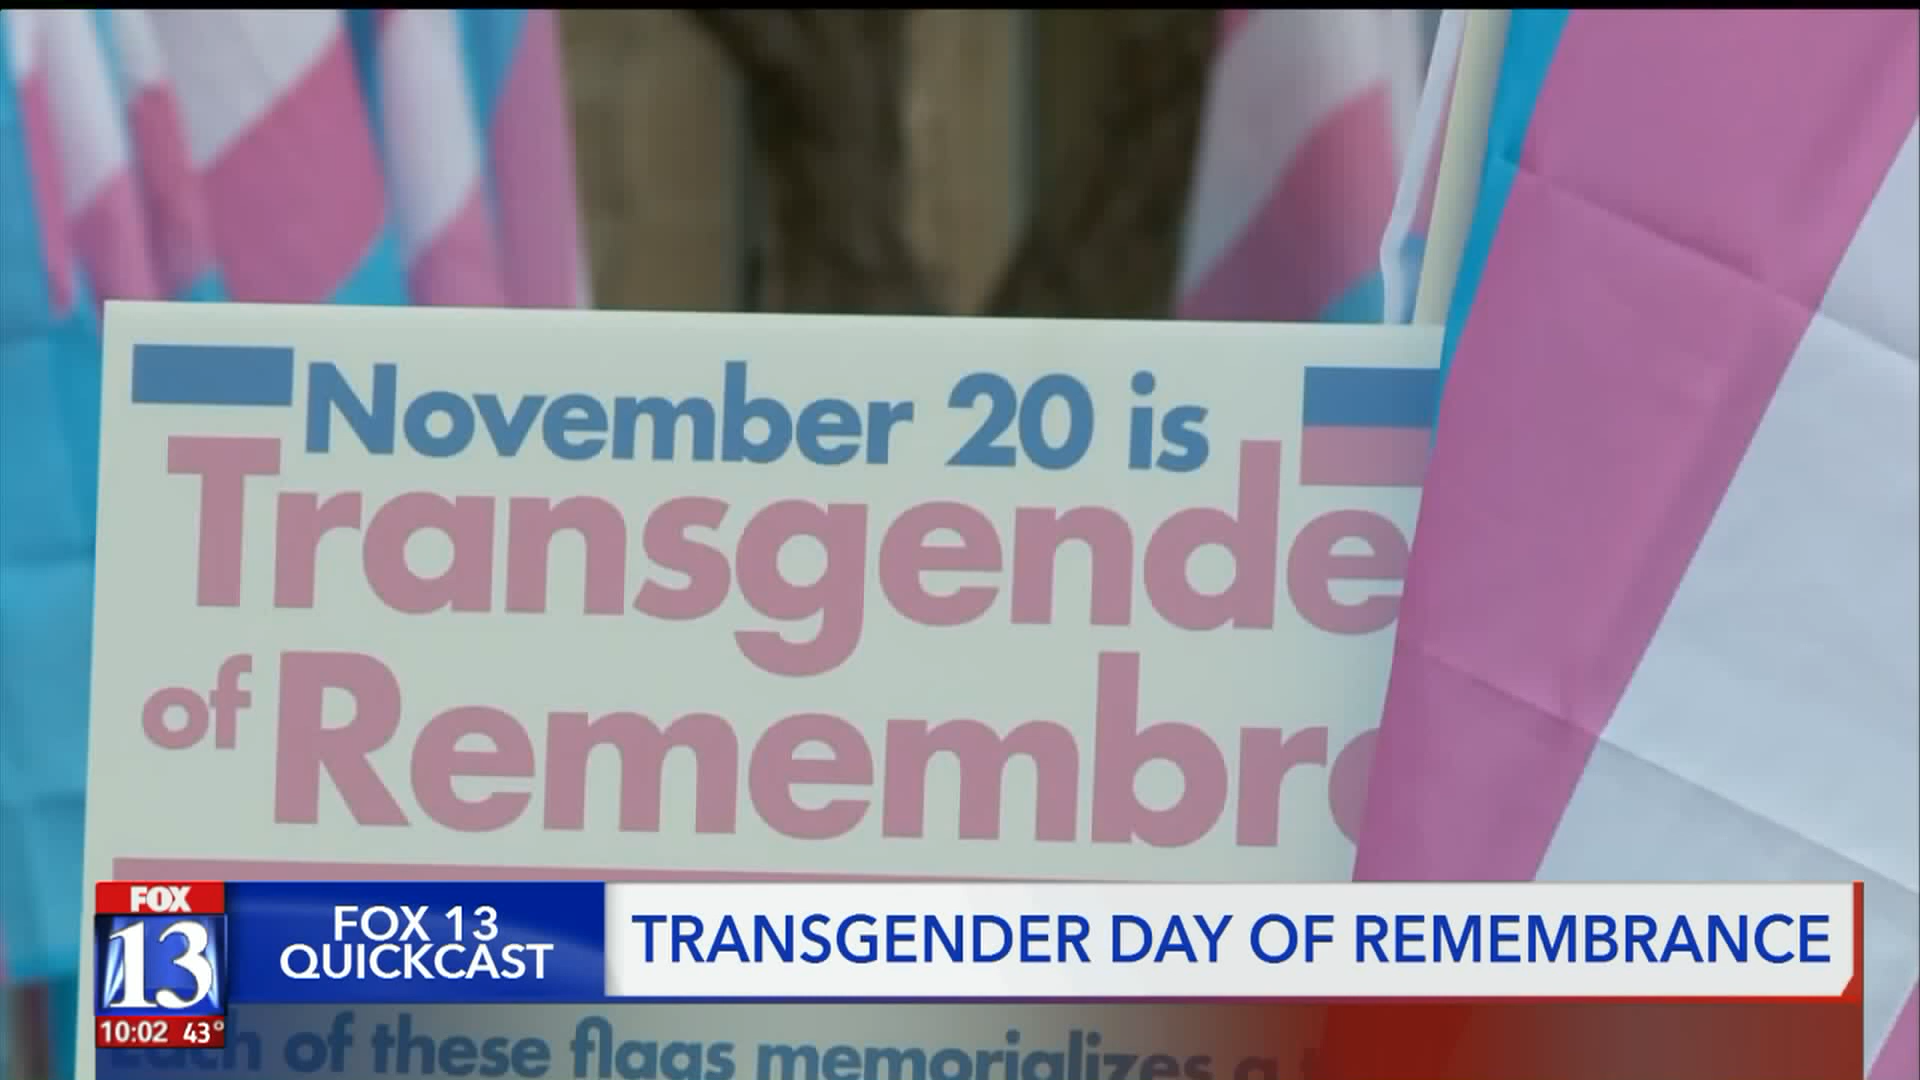 November 20 is
Transgende
of Remembr
FOX
13
10:02 43°
FOX 13
QUICKCAST
TRANSGENDER DAY OF REMEMBRANCE
of these flags memorializes a